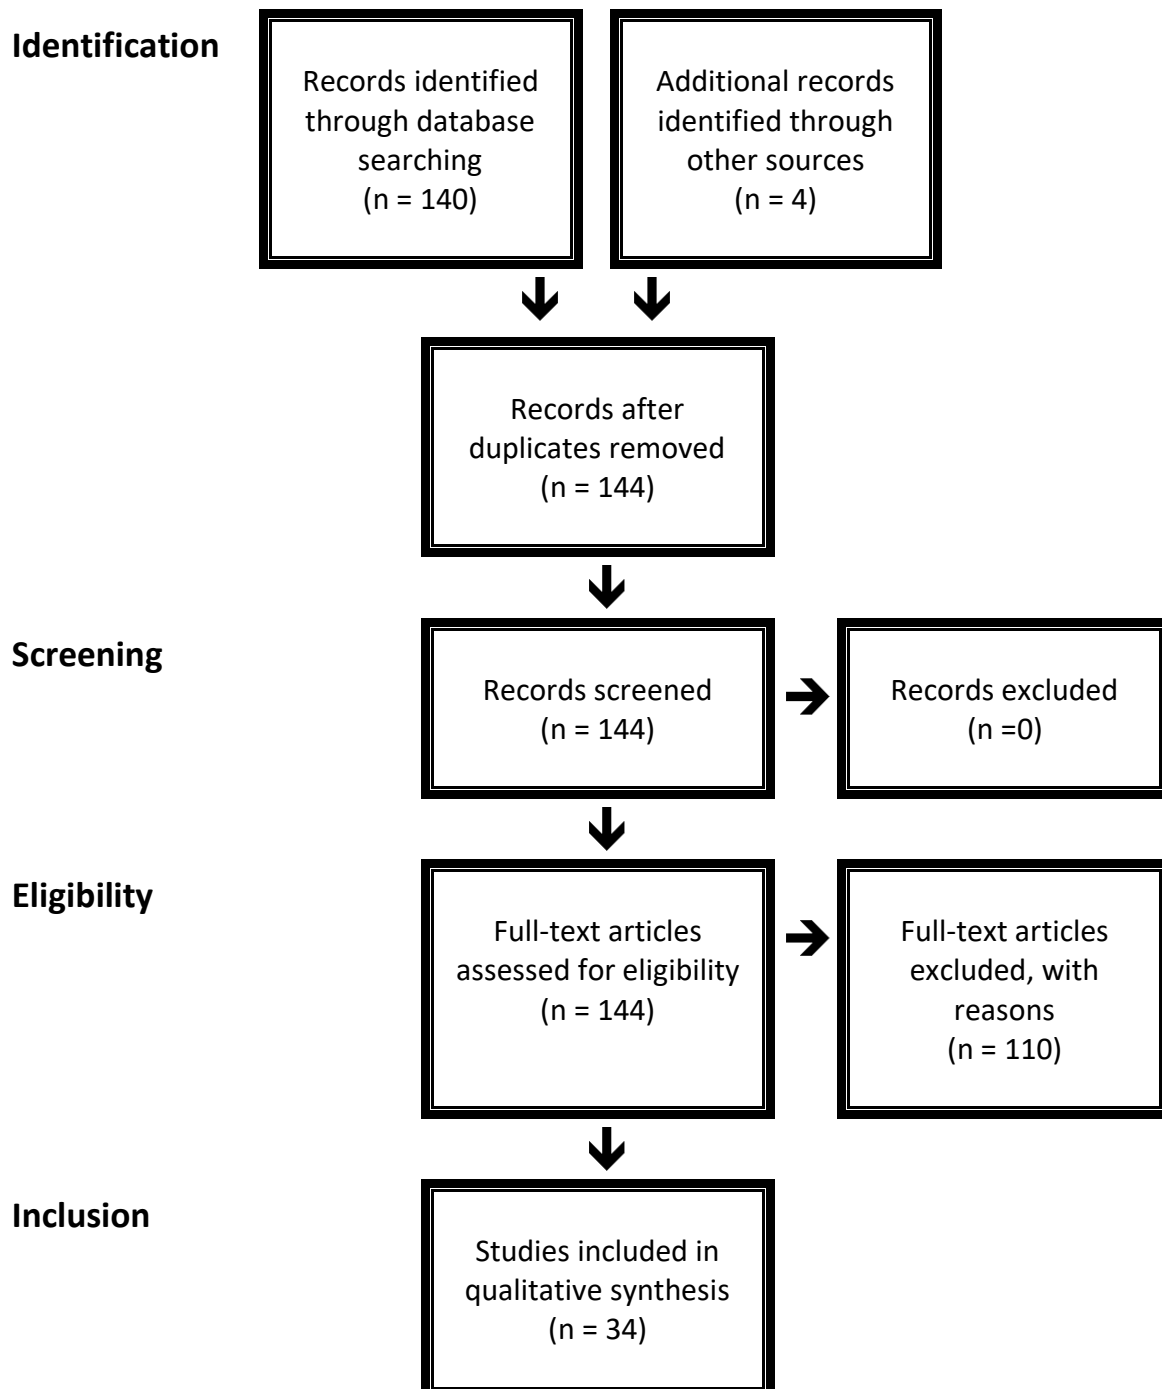 Identification
Records identified
through database
searching
(n = 140)
Additional records
identified through
other sources
(n = 4)
Records after
duplicates removed
(n = 144)
Screening
Records screened
(n = 144)
Records excluded
(n =0)
Eligibility
Full-text articles
assessed for eligibility
(n = 144)
Full-text articles
excluded, with
reasons
(n = 110)
Inclusion
Studies included in
qualitative synthesis
(n = 34)